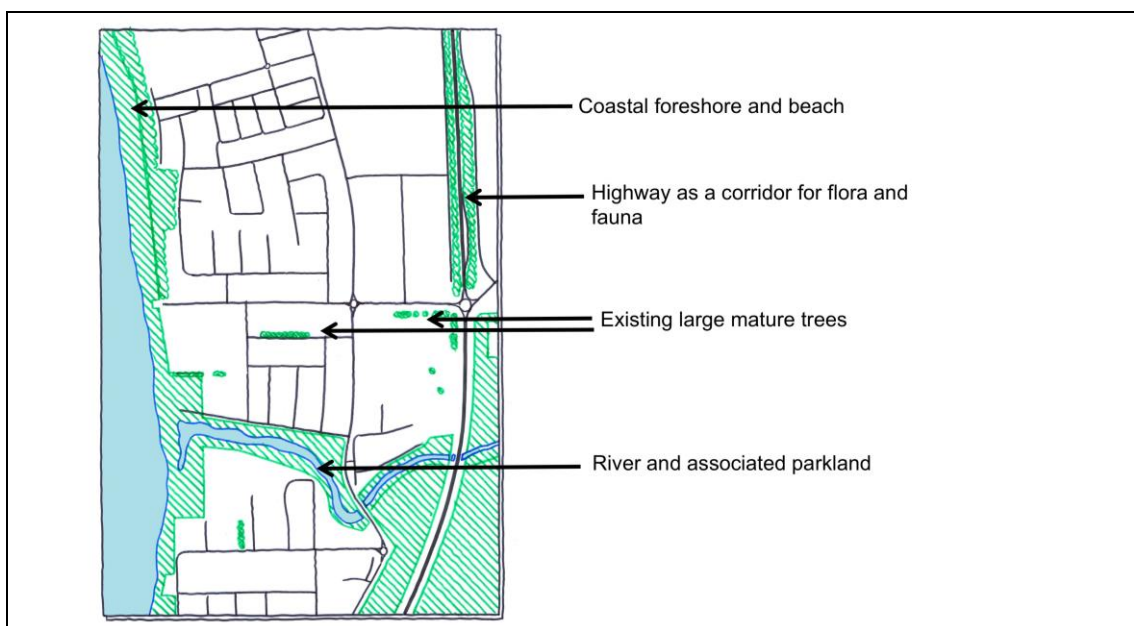 Coastal foreshore and beach
Highway as a corridor for flora and
fauna
Existing large mature trees
River and associated parkland